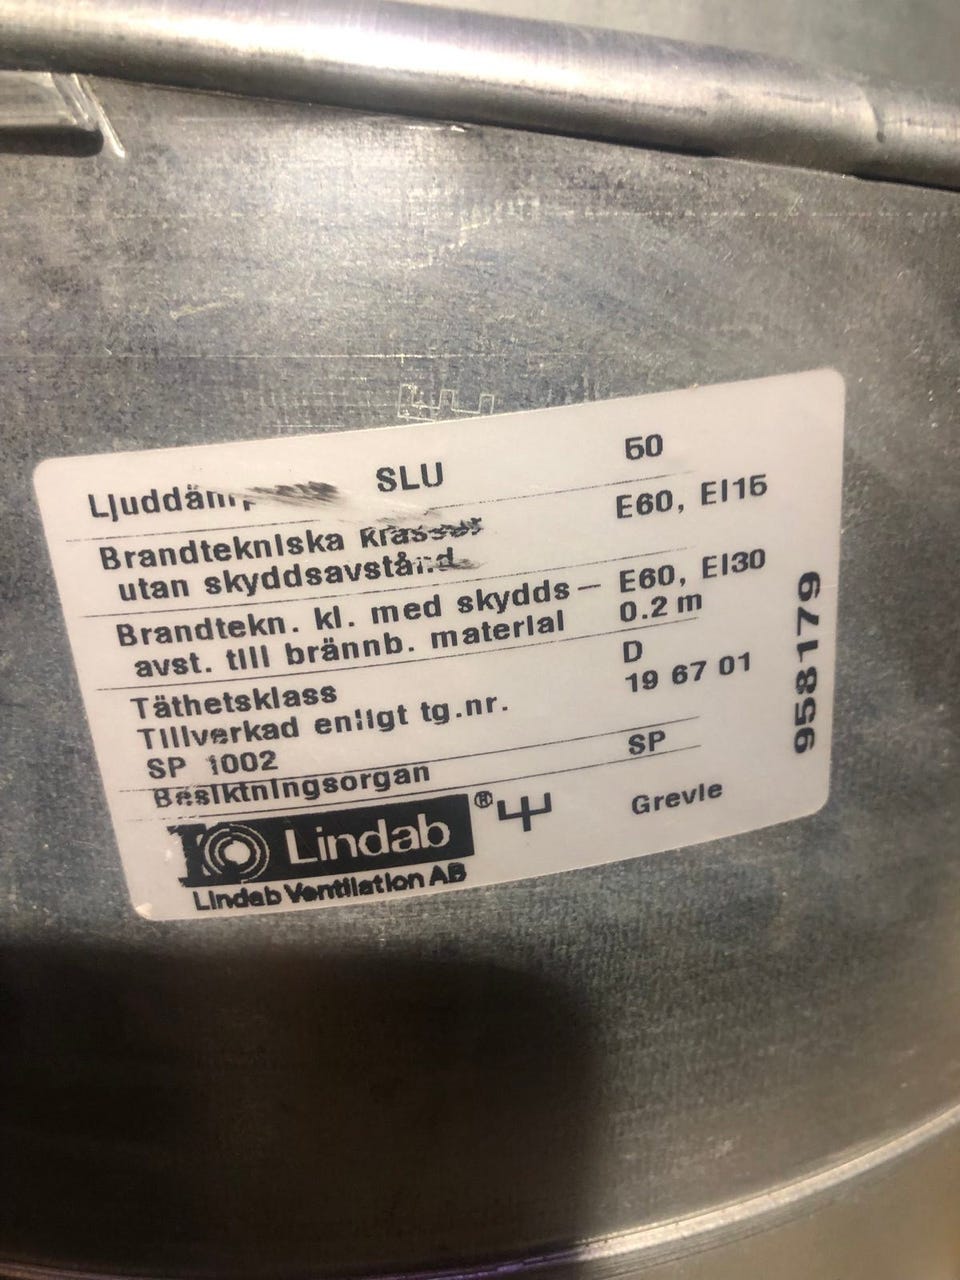 SLU 50
Brandtekniska klasser E60, EI15
utan skyddsavstånd
Brandtekn. kl. med skydds– E60, EI30
avst. till brännb. material 0.2 m
Täthetsklass D
Tillverkad enligt tg.nr. 19 67 01
SP 1002
Besiktningsorgan SP
Lindab ® Grevie
Lindab Ventilation AB
958179